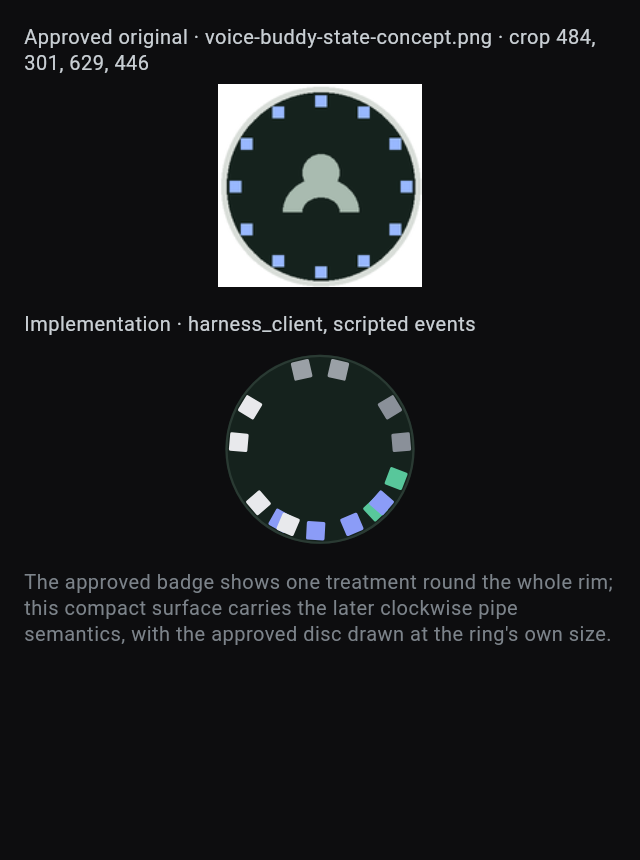 Approved original · voice-buddy-state-concept.png · crop 484,
301, 629, 446
Implementation · harness_client, scripted events
The approved badge shows one treatment round the whole rim;
this compact surface carries the later clockwise pipe
semantics, with the approved disc drawn at the ring's own size.